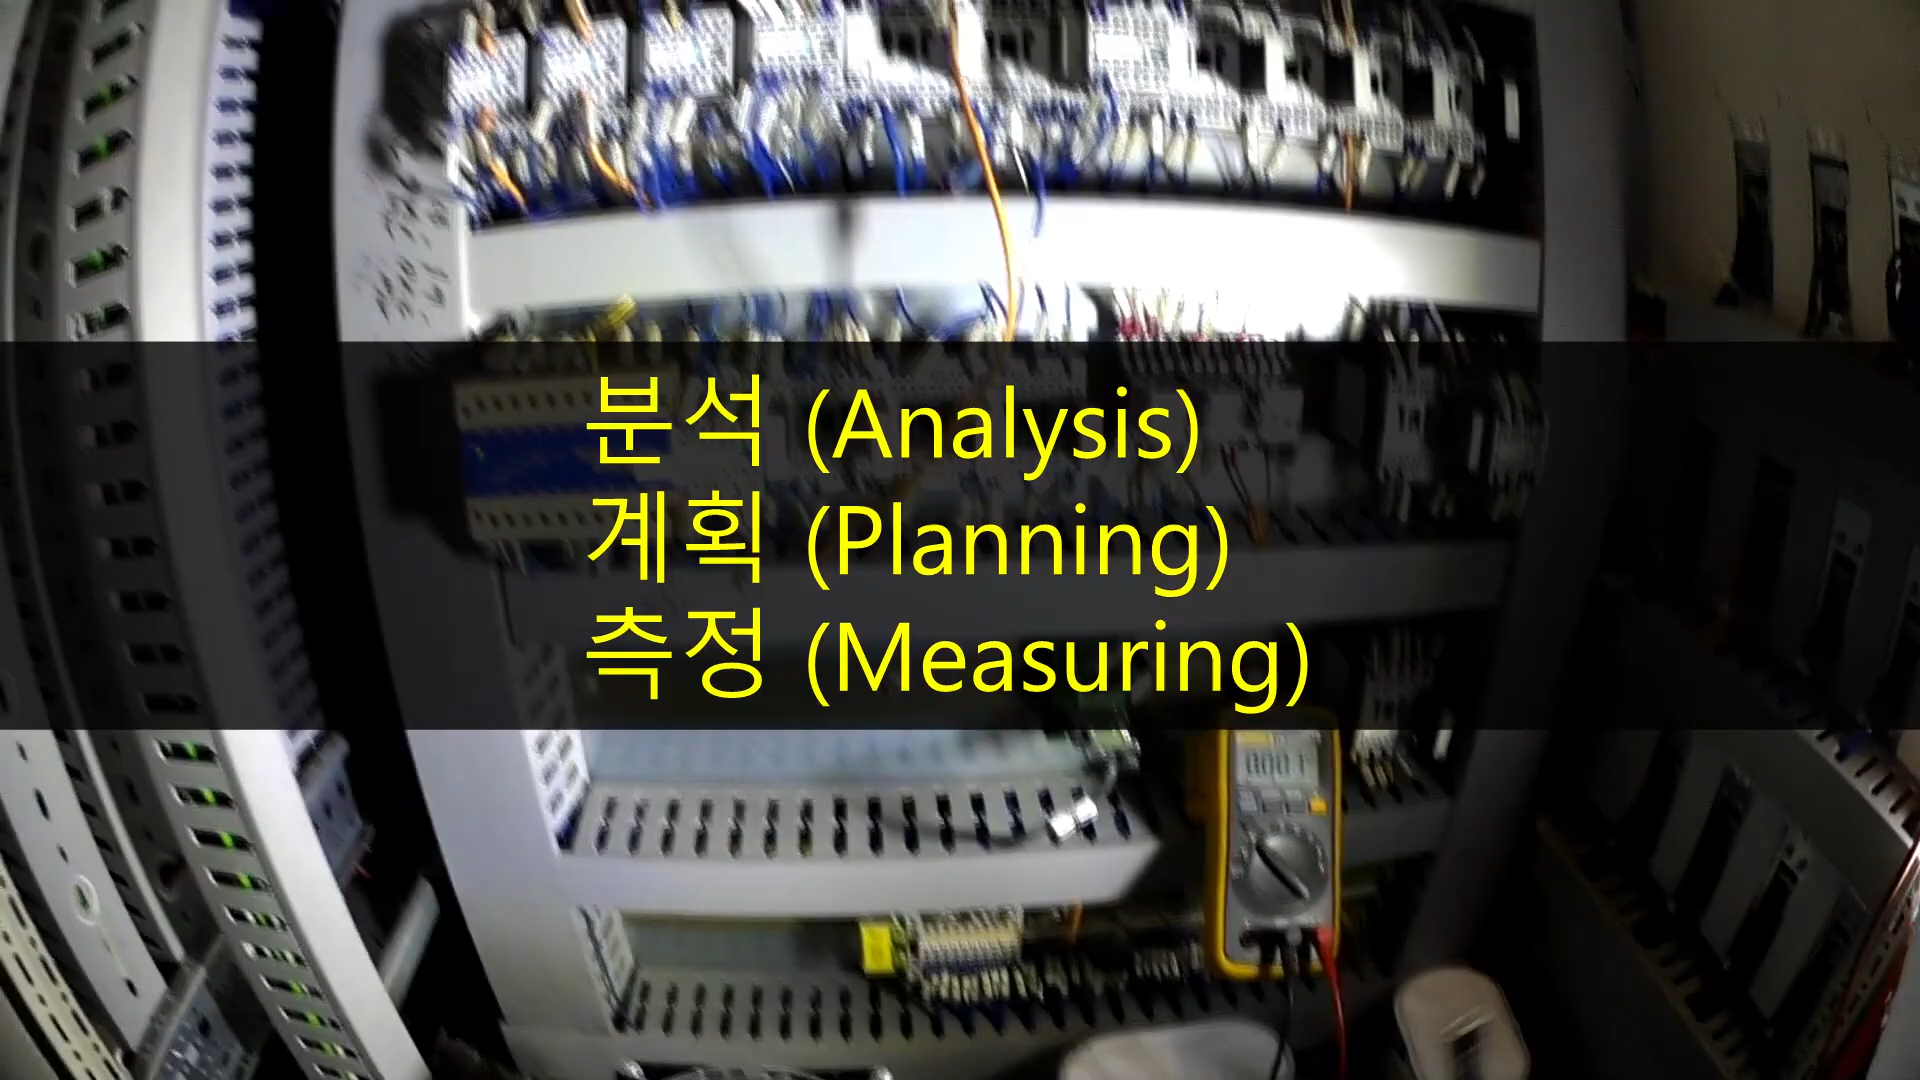 분석 (Analysis)
계획 (Planning)
측정 (Measuring)